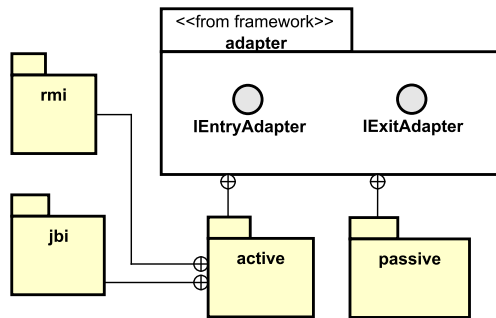 <<from framework>>
adapter
rmi
IEntryAdapter
IExitAdapter
jbi
active
passive